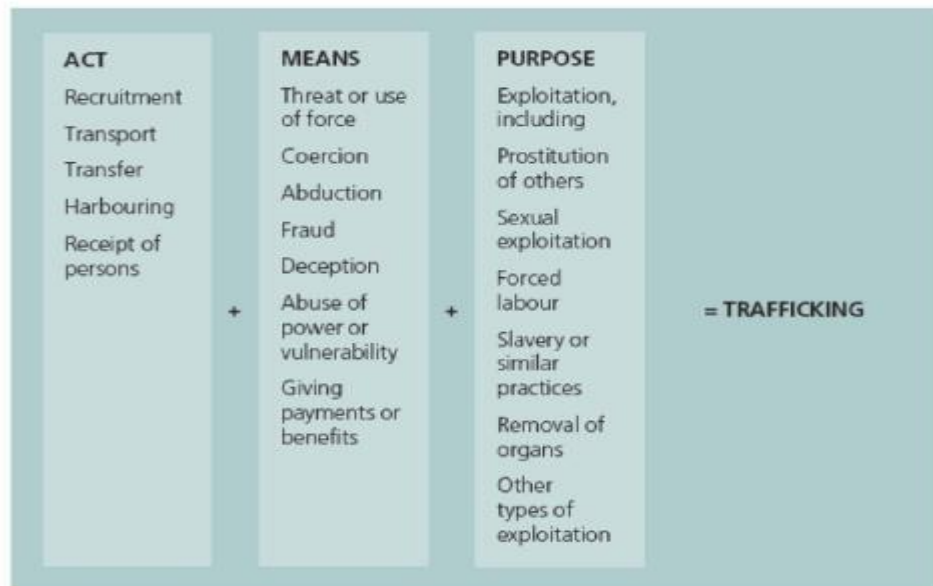 ACT
Recruitment
Transport
Transfer
Harbouring
Receipt of
persons
+
MEANS
Threat or use
of force
Coercion
Abduction
Fraud
Deception
Abuse of
power or
vulnerability
Giving
payments or
benefits
+
PURPOSE
Exploitation,
including
Prostitution
of others
Sexual
exploitation
Forced
labour
Slavery or
similar
practices
Removal of
organs
Other
types of
exploitation
= TRAFFICKING